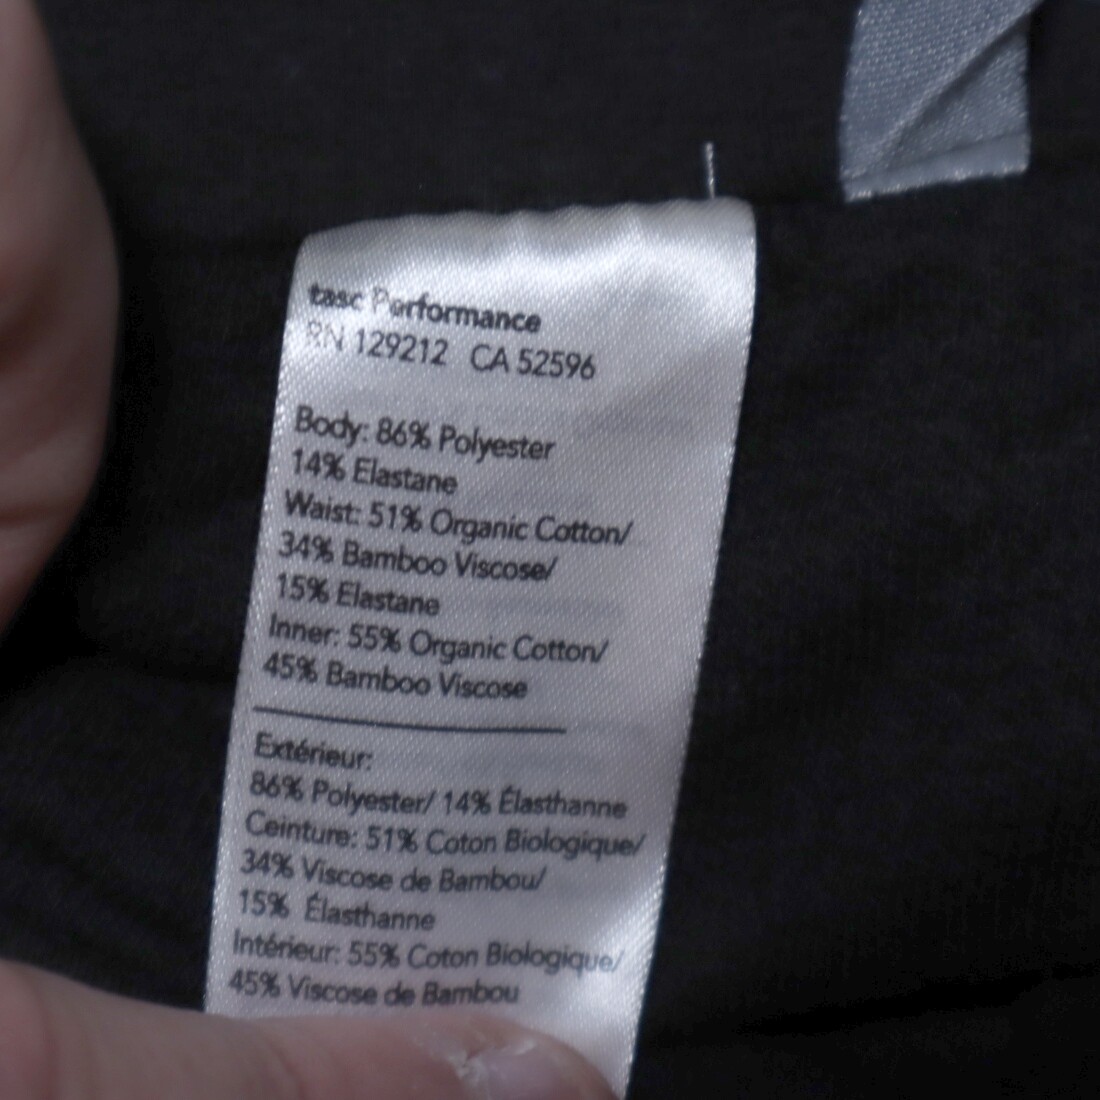 tasc Performance
RN 129212 CA 52596
Body: 86% Polyester
14% Elastane
Waist: 51% Organic Cotton/
34% Bamboo Viscose/
15% Elastane
Inner: 55% Organic Cotton/
45% Bamboo Viscose
Extérieur:
86% Polyester/ 14% Élasthanne
Ceinture: 51% Coton Biologique/
34% Viscose de Bambou/
15% Élasthanne
Intérieur: 55% Coton Biologique/
45% Viscose de Bambou